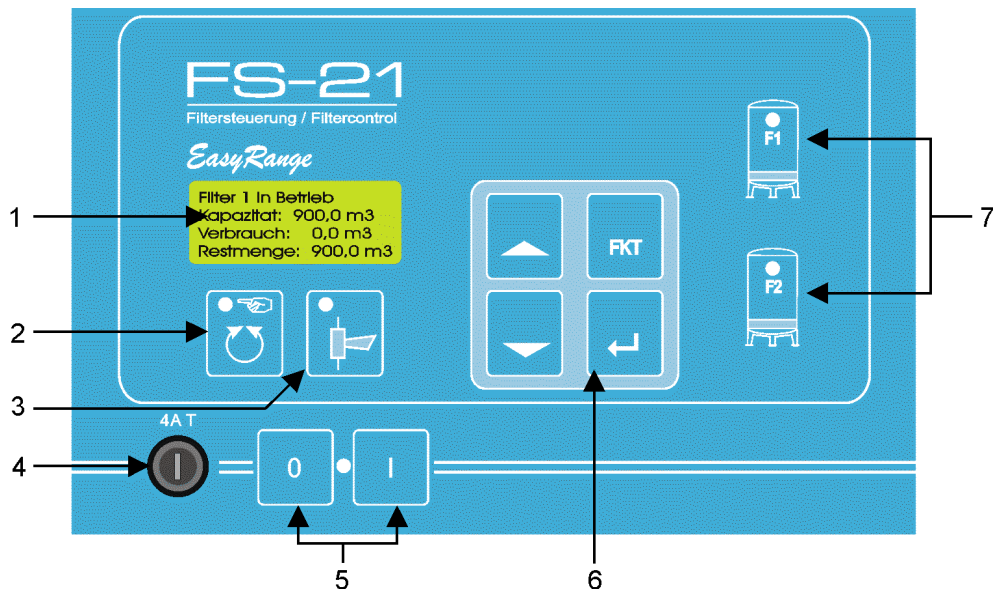 FS-21
Filtersteuerung / Filtercontrol
EasyRange
Filter 1 in Betrieb
Kapazitat: 900,0 m3
Verbrauch: 0,0 m3
Restmenge: 900,0 m3
FKT
F1
F2
1
2
3
4
4A T
0
I
5
6
7